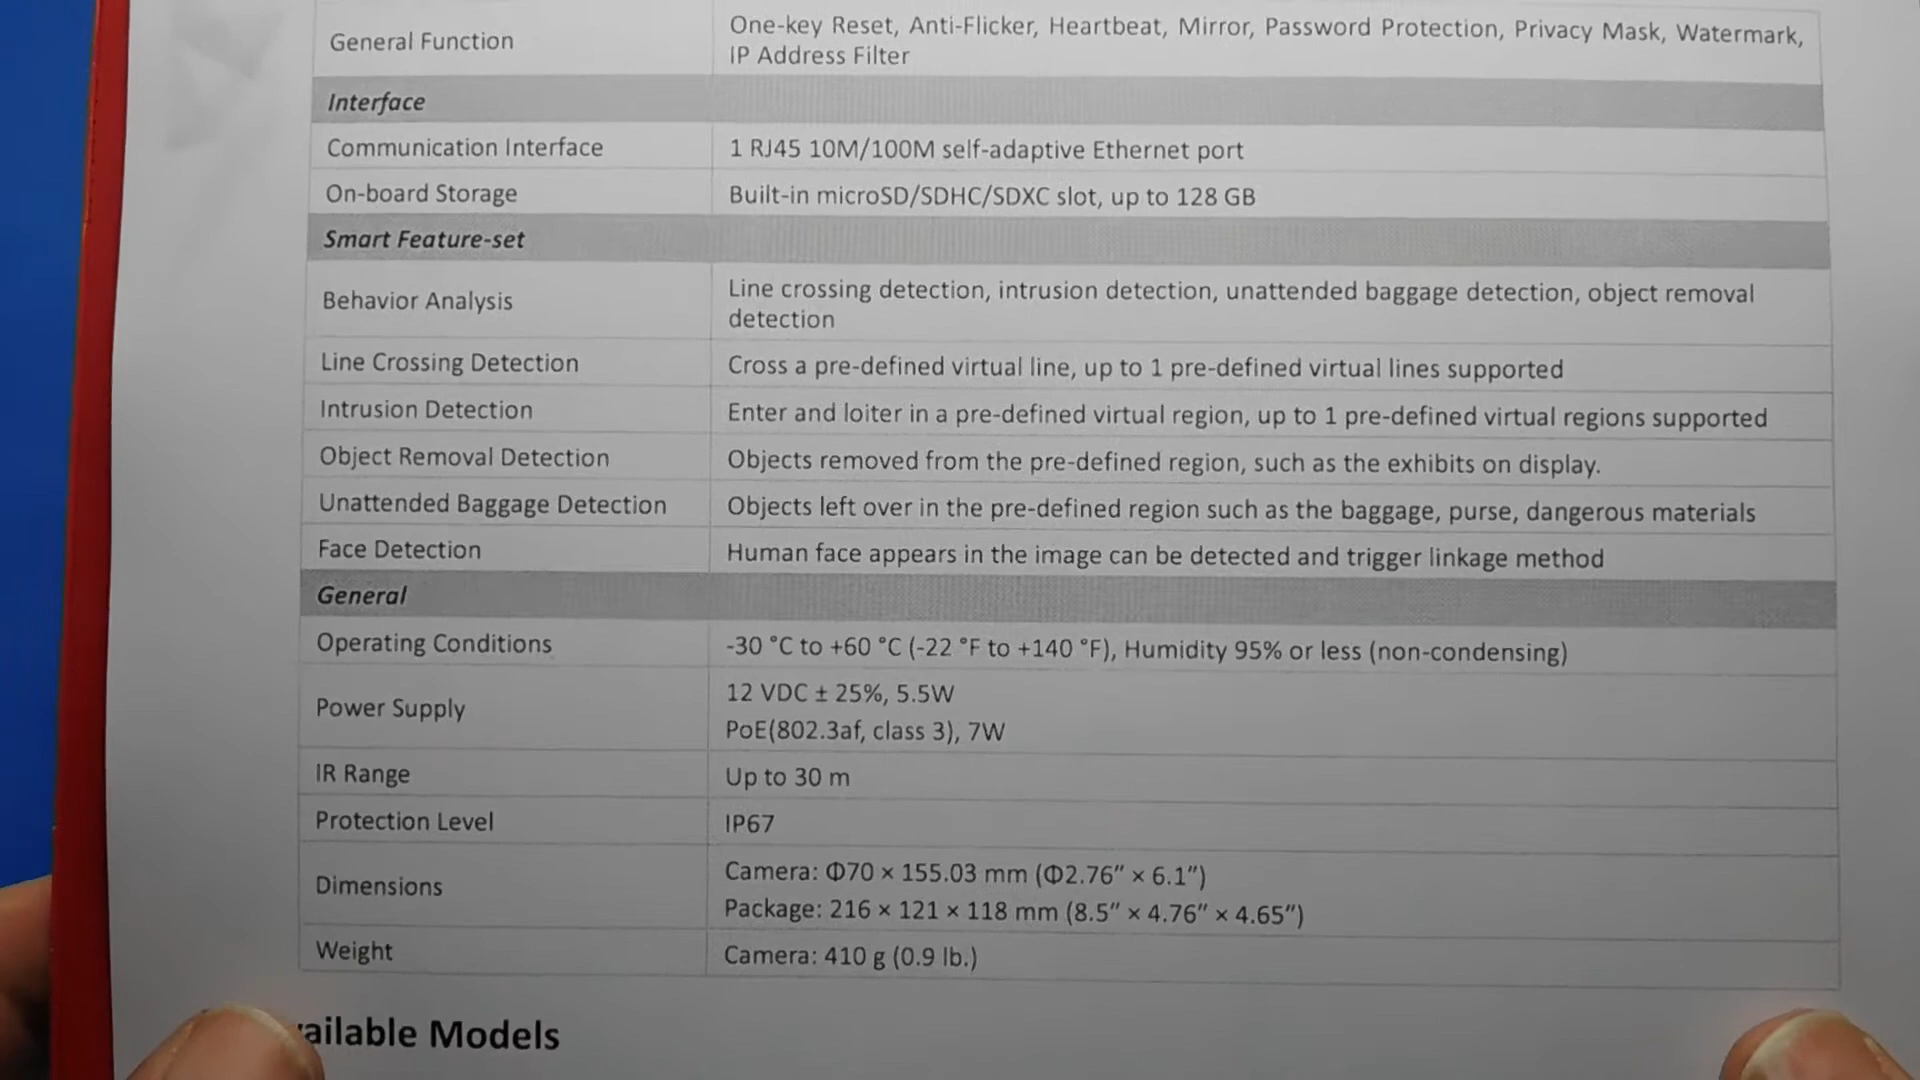 General Function
One-key Reset, Anti-Flicker, Heartbeat, Mirror, Password Protection, Privacy Mask, Watermark,
IP Address Filter
Interface
Communication Interface
1 RJ45 10M/100M self-adaptive Ethernet port
On-board Storage
Built-in microSD/SDHC/SDXC slot, up to 128 GB
Smart Feature-set
Behavior Analysis
Line crossing detection, intrusion detection, unattended baggage detection, object removal
detection
Line Crossing Detection
Cross a pre-defined virtual line, up to 1 pre-defined virtual lines supported
Intrusion Detection
Enter and loiter in a pre-defined virtual region, up to 1 pre-defined virtual regions supported
Object Removal Detection
Objects removed from the pre-defined region, such as the exhibits on display.
Unattended Baggage Detection
Objects left over in the pre-defined region such as the baggage, purse, dangerous materials
Face Detection
Human face appears in the image can be detected and trigger linkage method
General
Operating Conditions
-30 °C to +60 °C (-22 °F to +140 °F), Humidity 95% or less (non-condensing)
Power Supply
12 VDC ± 25%, 5.5W
PoE(802.3af, class 3), 7W
IR Range
Up to 30 m
Protection Level
IP67
Dimensions
Camera: Φ70 × 155.03 mm (Φ2.76" × 6.1")
Package: 216 × 121 × 118 mm (8.5" × 4.76" × 4.65")
Weight
Camera: 410 g (0.9 lb.)
ailable Models